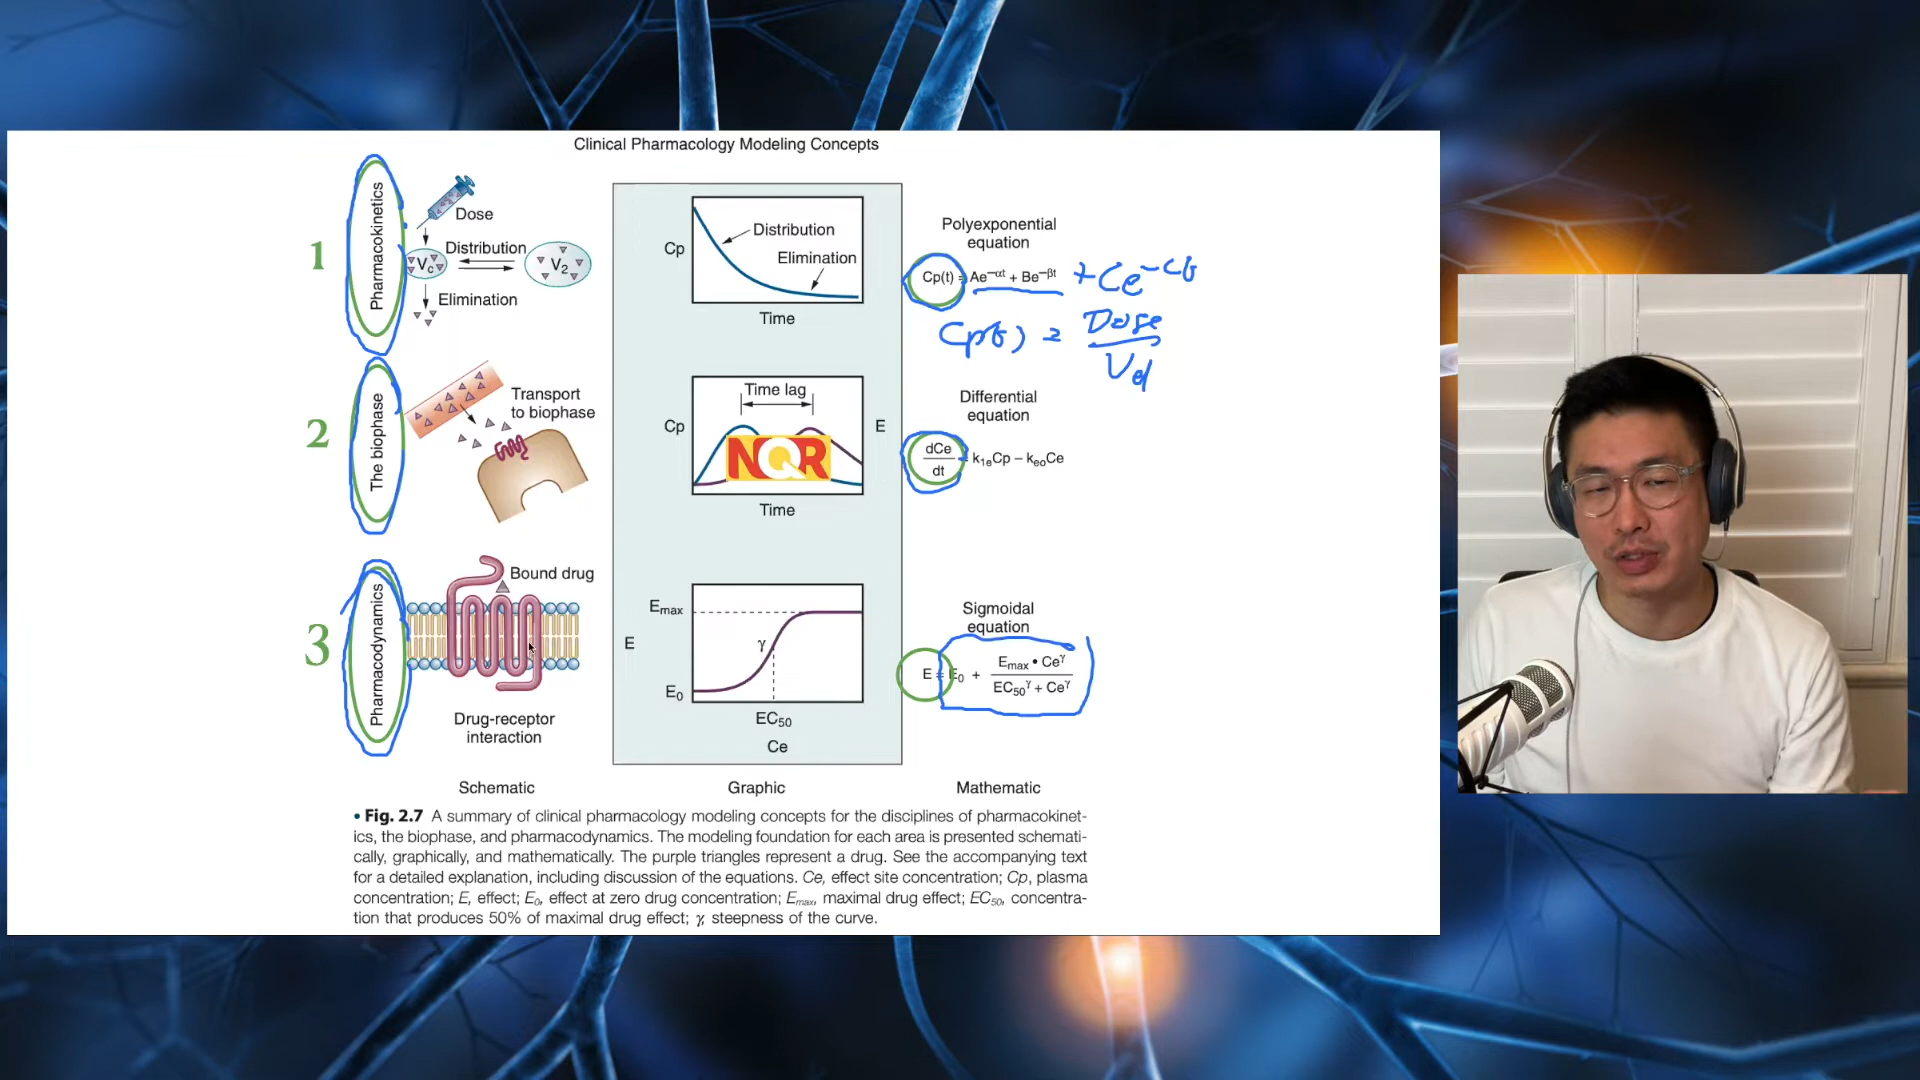 Clinical Pharmacology Modeling Concepts
1
Pharmacokinetics
Dose
Distribution
Vc
V2
Elimination
Cp
Distribution
Elimination
Time
Polyexponential
equation
Cp(t) = Ae−αt + Be−βt + Ce−ct
Cp(t) = Dose
Vd
2
The biophase
Transport
to biophase
Cp
Time lag
E
NQR
Time
Differential
equation
dCe
dt
= k1eCp − keoCe
3
Pharmacodynamics
Bound drug
Drug-receptor
interaction
E
Emax
γ
E0
EC50
Ce
Sigmoidal
equation
E = E0 + Emax • Ceγ
EC50γ + Ceγ
Schematic
Graphic
Mathematic
• Fig. 2.7 A summary of clinical pharmacology modeling concepts for the disciplines of pharmacokinet-
ics, the biophase, and pharmacodynamics. The modeling foundation for each area is presented schemati-
cally, graphically, and mathematically. The purple triangles represent a drug. See the accompanying text
for a detailed explanation, including discussion of the equations. Ce, effect site concentration; Cp, plasma
concentration; E, effect; E0, effect at zero drug concentration; Emax, maximal drug effect; EC50, concentra-
tion that produces 50% of maximal drug effect; γ, steepness of the curve.